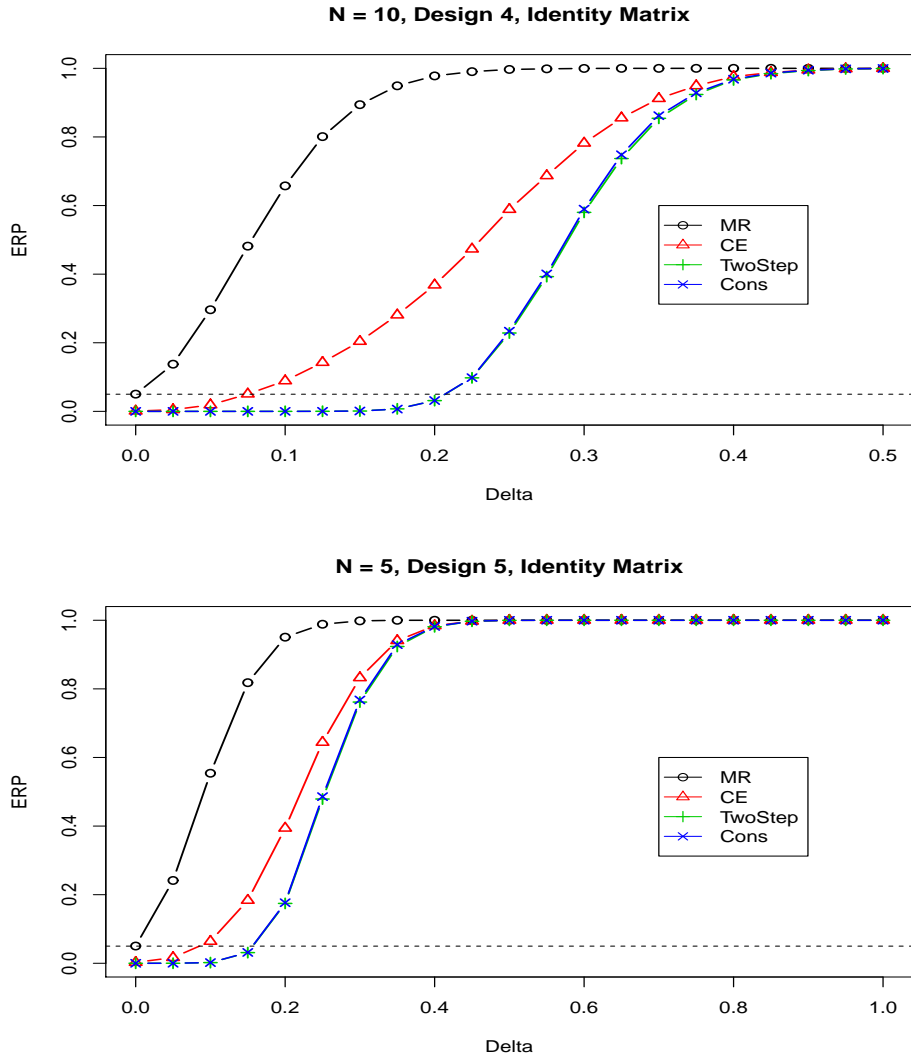 N = 10, Design 4, Identity Matrix
ERP
1.0
0.8
0.6
0.4
0.2
0.0
MR
CE
TwoStep
Cons
0.0 0.1 0.2 0.3 0.4 0.5
Delta
N = 5, Design 5, Identity Matrix
ERP
1.0
0.8
0.6
0.4
0.2
0.0
MR
CE
TwoStep
Cons
0.0 0.2 0.4 0.6 0.8 1.0
Delta